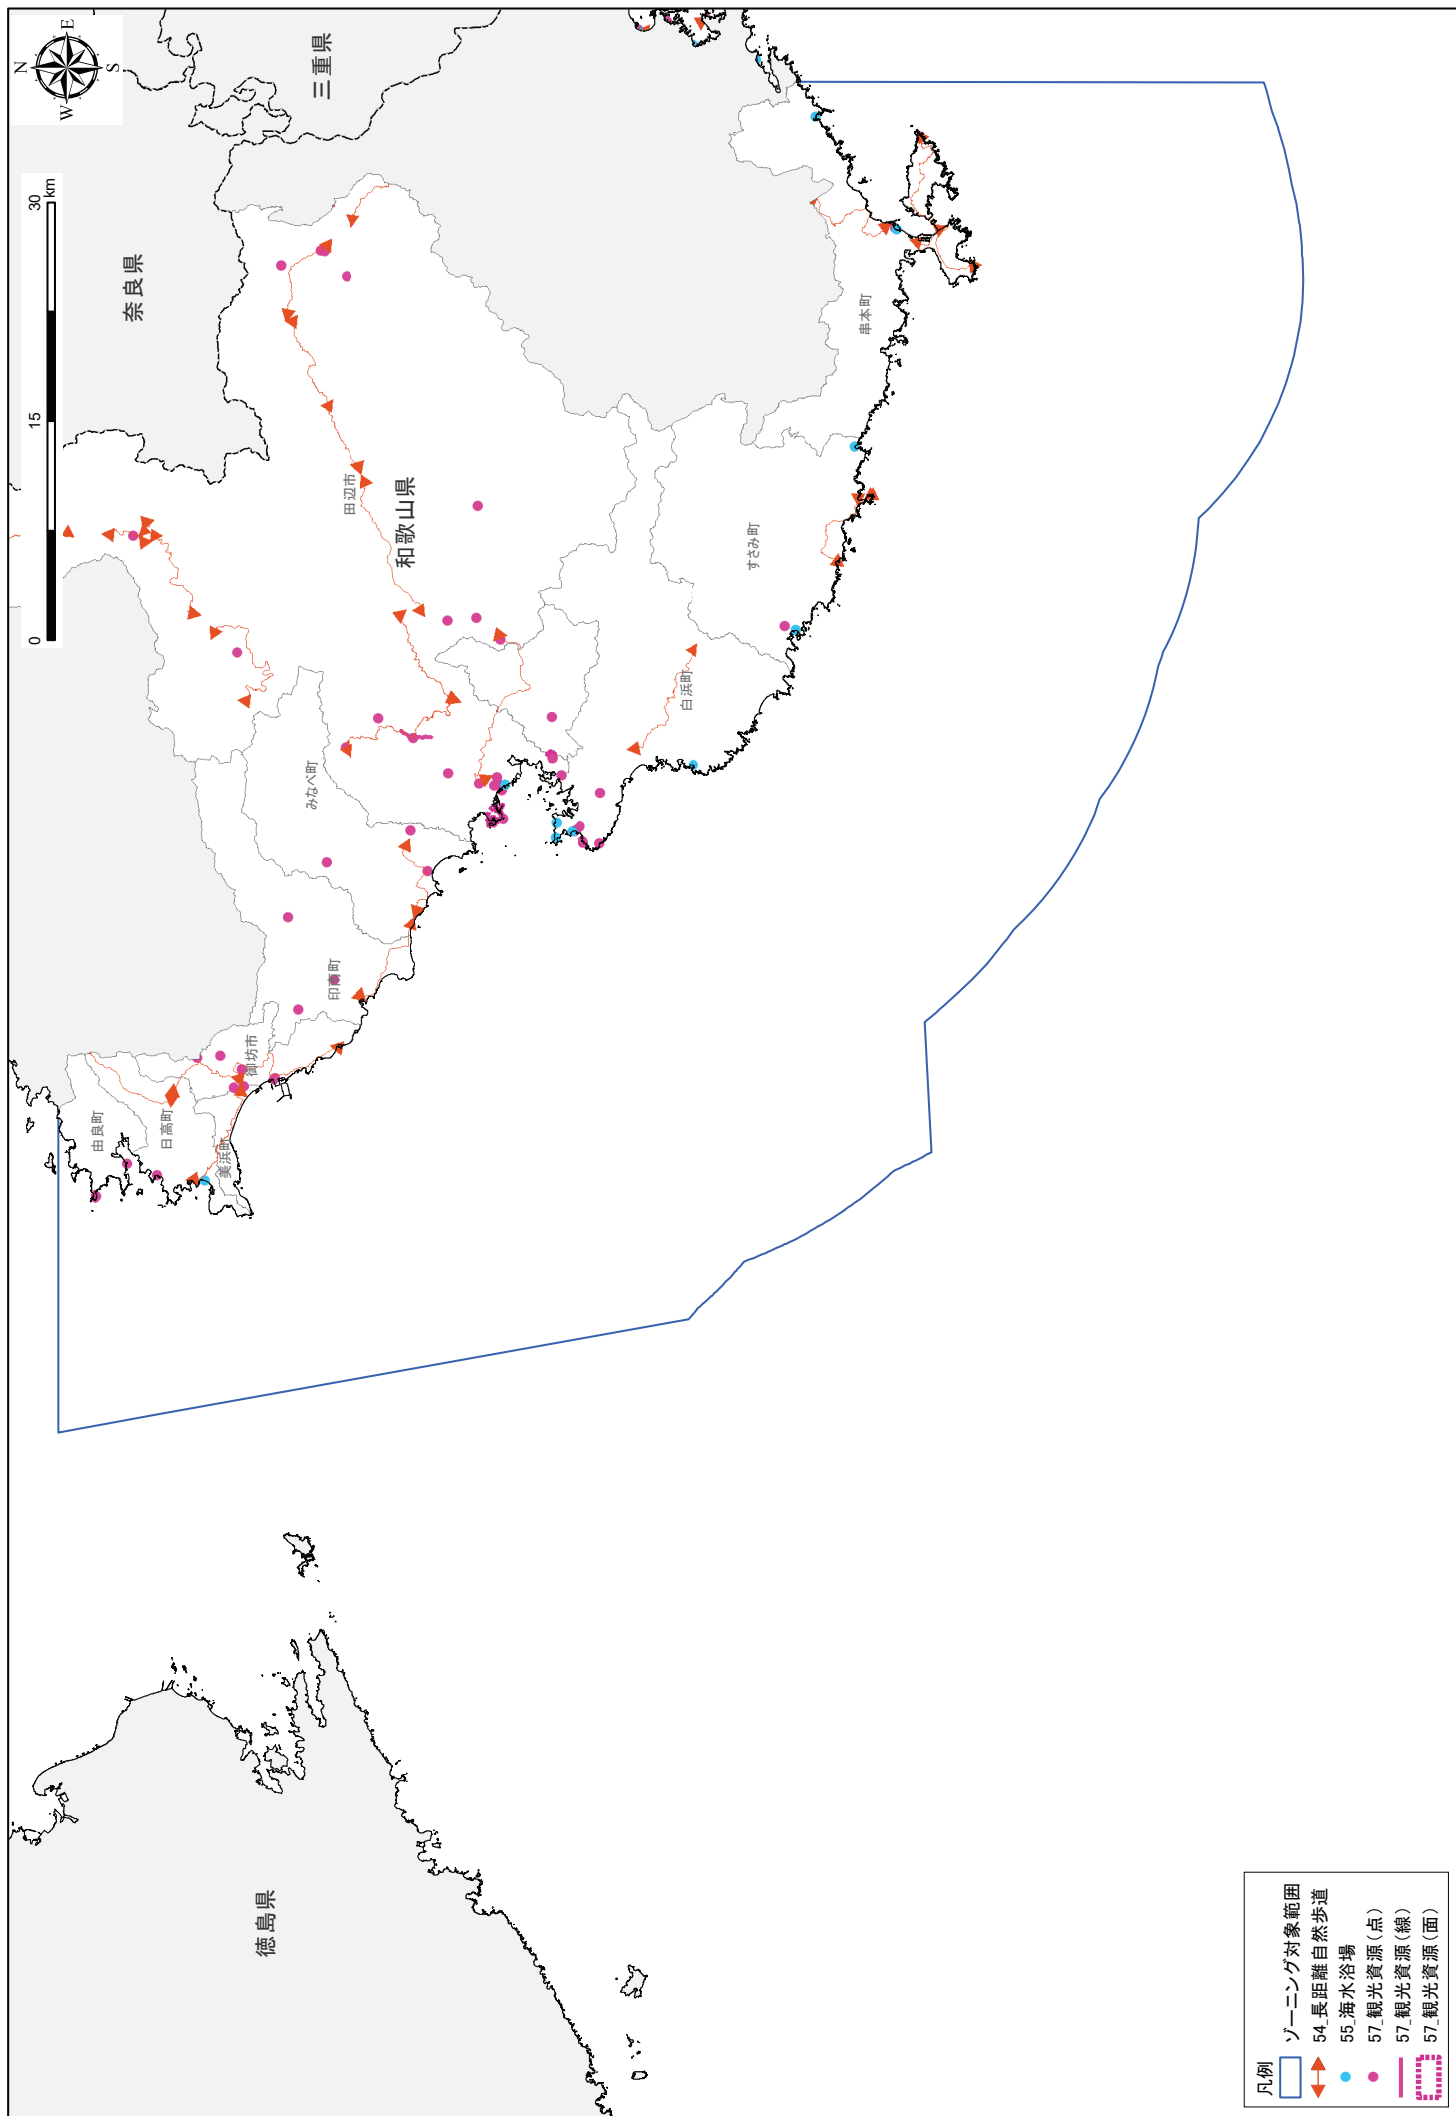 N
W
E
S
0
15
30
km
奈良県
三重県
和歌山県
田辺市
みなべ町
印南町
御坊市
由良町
日高町
美浜町
白浜町
すさみ町
串本町
徳島県
凡例
ゾーニング対象範囲
54_長距離自然歩道
55_海水浴場
57_観光資源(点)
57_観光資源(線)
57_観光資源(面)